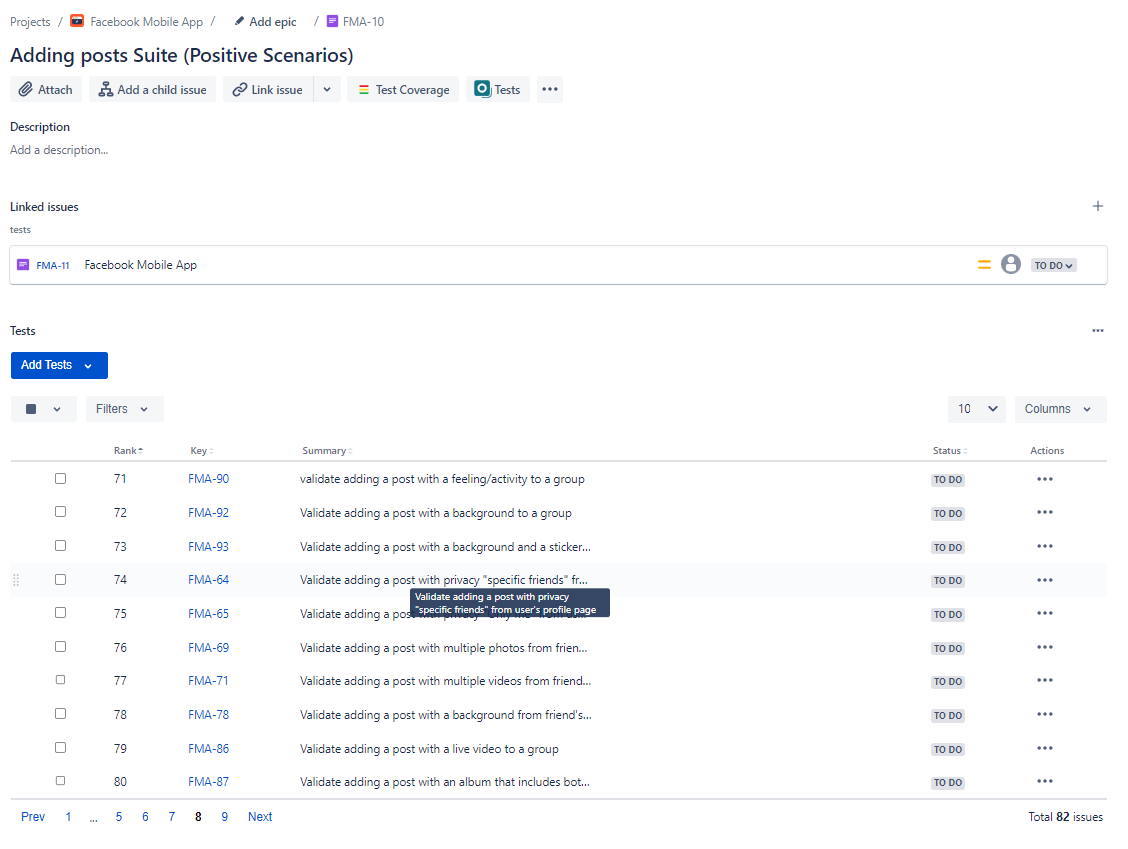 Projects / Facebook Mobile App / Add epic / FMA-10
Adding posts Suite (Positive Scenarios)
Attach Add a child issue Link issue Test Coverage Tests •••
Description
Add a description...
Linked issues
tests
FMA-11 Facebook Mobile App TO DO
Tests
Add Tests
Filters 10 Columns
Rank Key Summary Status Actions
71 FMA-90 validate adding a post with a feeling/activity to a group TO DO
72 FMA-92 Validate adding a post with a background to a group TO DO
73 FMA-93 Validate adding a post with a background and a sticker... TO DO
74 FMA-64 Validate adding a post with privacy "specific friends" fr... TO DO
Validate adding a post with privacy
"specific friends" from user's profile page
75 FMA-65 Validate adding a pos TO DO
76 FMA-69 Validate adding a post with multiple photos from frien... TO DO
77 FMA-71 Validate adding a post with multiple videos from friend... TO DO
78 FMA-78 Validate adding a post with a background from friend's... TO DO
79 FMA-86 Validate adding a post with a live video to a group TO DO
80 FMA-87 Validate adding a post with an album that includes bot... TO DO
Prev 1 ... 5 6 7 8 9 Next Total 82 issues